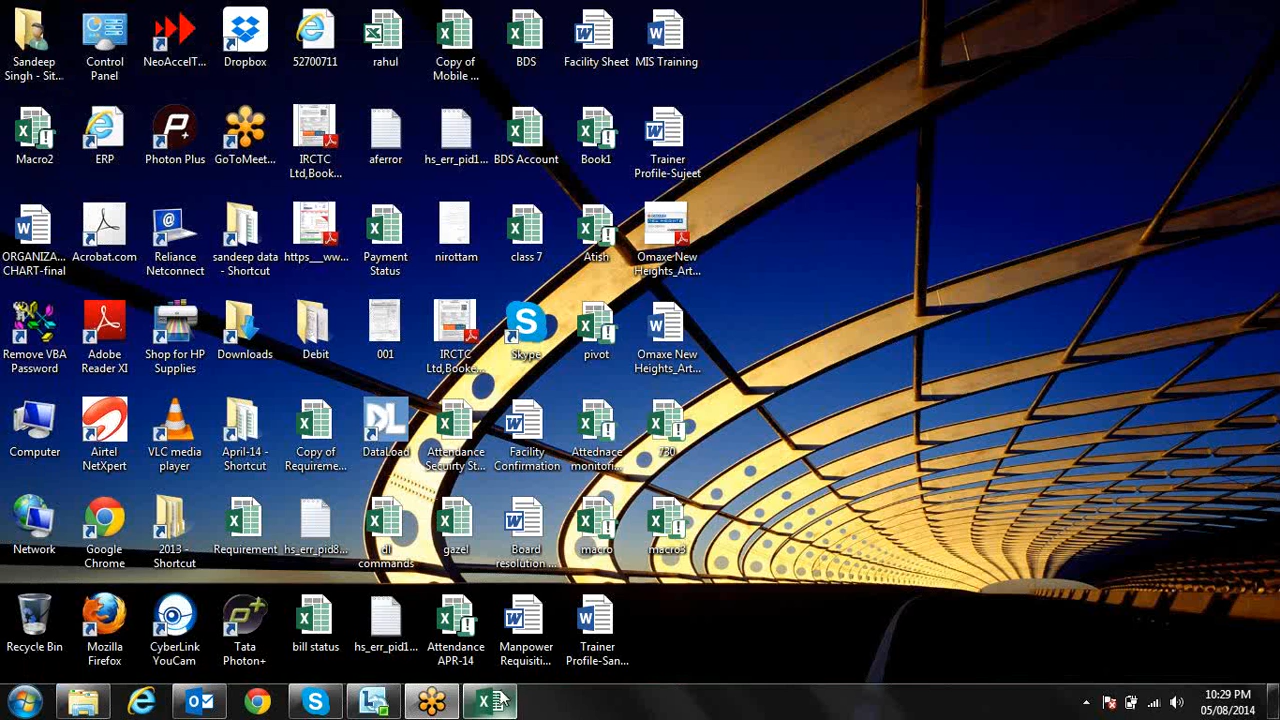 Sandeep
Singh - Sit...
Control
Panel
NeoAccelT...
Dropbox
52700711
rahul
Copy of
Mobile ...
BDS
Facility Sheet
MIS Training
Macro2
ERP
Photon Plus
GoToMeet...
IRCTC
Ltd,Book...
aferror
hs_err_pid1...
BDS Account
Book1
Trainer
Profile-Sujeet
ORGANIZA...
CHART-final
Acrobat.com
Reliance
Netconnect
Sandeep data
- Shortcut
https___ww...
Payment
Status
nirottam
class 7
Atish
Omaxe New
Heights_Art...
Remove VBA
Password
Adobe
Reader XI
Shop for HP
Supplies
Downloads
Debit
001
IRCTC
Ltd,Booke...
Skype
pivot
Omaxe New
Heights_Art...
Computer
Airtel
NetXpert
VLC media
player
April-14 -
Shortcut
Copy of
Requireme...
DataLoad
Attendance
Security St...
Facility
Confirmation
Attednace
monitori...
730
Network
Google
Chrome
2013 -
Shortcut
Requirement
hs_err_pid8...
dl
commands
gazel
Board
resolution ...
macro
macro3
Recycle Bin
Mozilla
Firefox
CyberLink
YouCam
Tata
Photon+
bill status
hs_err_pid1...
Attendance
APR-14
Manpower
Requisiti...
Trainer
Profile-San...
10:29 PM
05/08/2014